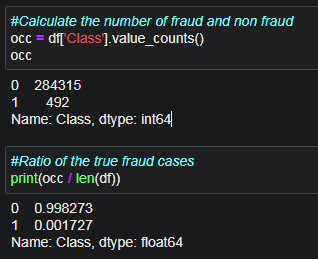 #Calculate the number of fraud and non fraud
occ = df['Class'].value_counts()
occ
0    284315
1       492
Name: Class, dtype: int64
#Ratio of the true fraud cases
print(occ / len(df))
0    0.998273
1    0.001727
Name: Class, dtype: float64